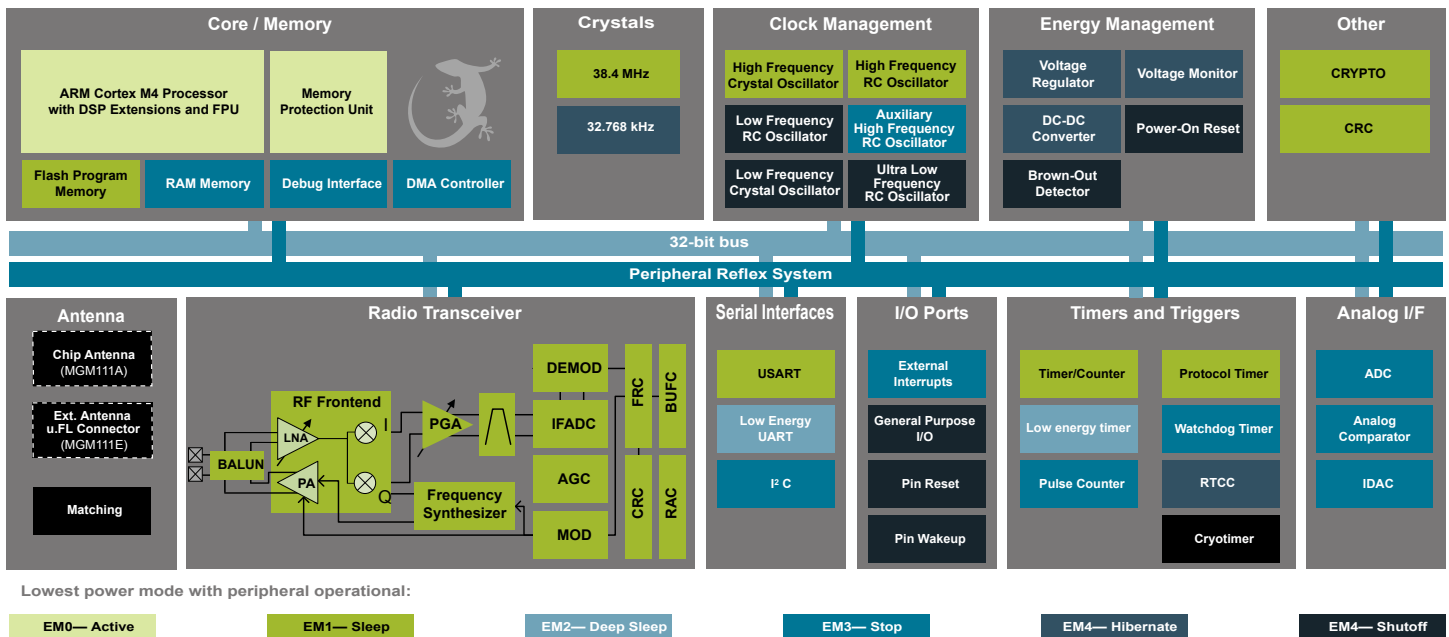 Core / Memory
ARM Cortex M4 Processor
with DSP Extensions and FPU
Memory
Protection Unit
Flash Program
Memory
RAM Memory
Debug Interface
DMA Controller
Crystals
38.4 MHz
32.768 kHz
Clock Management
High Frequency
Crystal Oscillator
High Frequency
RC Oscillator
Low Frequency
RC Oscillator
Auxiliary
High Frequency
RC Oscillator
Low Frequency
Crystal Oscillator
Ultra Low
Frequency
RC Oscillator
Energy Management
Voltage
Regulator
Voltage Monitor
DC-DC
Converter
Power-On Reset
Brown-Out
Detector
Other
CRYPTO
CRC
32-bit bus
Peripheral Reflex System
Antenna
Chip Antenna
(MGM111A)
Ext. Antenna
u.FL Connector
(MGM111E)
Matching
Radio Transceiver
RF Frontend
LNA
I
BALUN
PA
Q
PGA
Frequency
Synthesizer
DEMOD
IFADC
AGC
MOD
FRC
BUFC
CRC
RAC
Serial Interfaces
USART
Low Energy
UART
I² C
I/O Ports
External
Interrupts
General Purpose
I/O
Pin Reset
Pin Wakeup
Timers and Triggers
Timer/Counter
Protocol Timer
Low energy timer
Watchdog Timer
Pulse Counter
RTCC
Cryotimer
Analog I/F
ADC
Analog
Comparator
IDAC
Lowest power mode with peripheral operational:
EM0— Active
EM1— Sleep
EM2— Deep Sleep
EM3— Stop
EM4— Hibernate
EM4— Shutoff